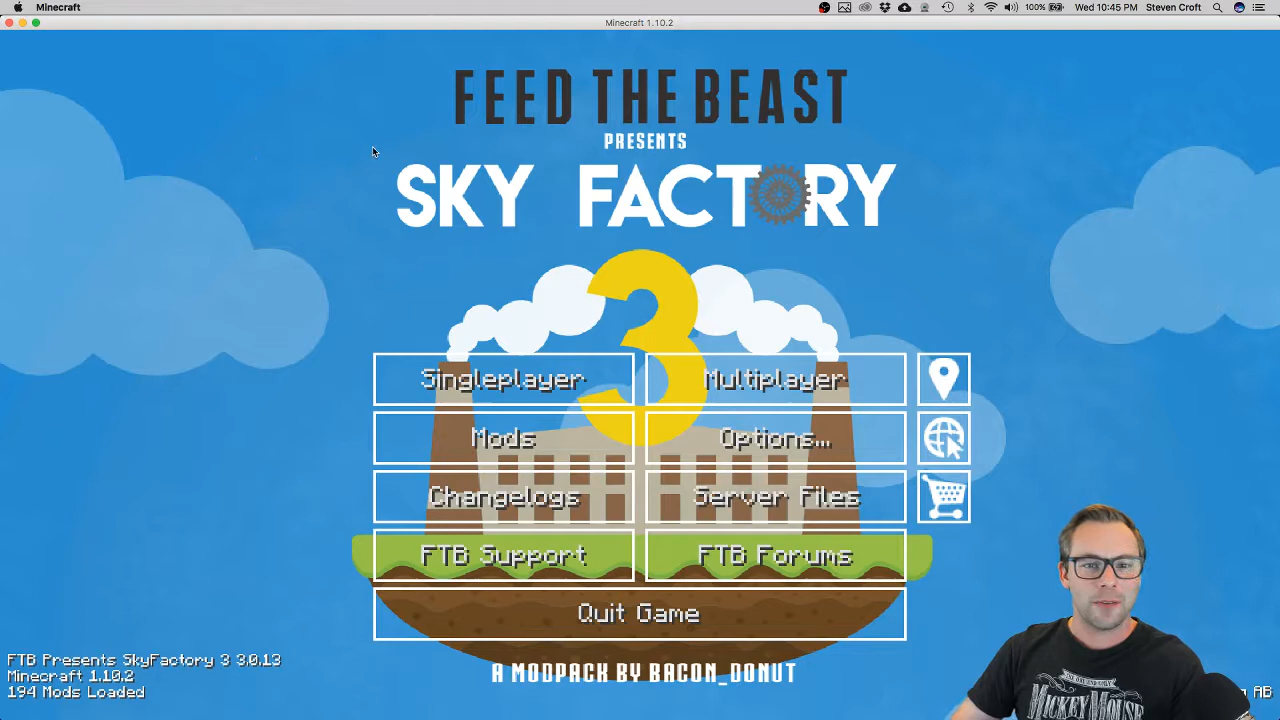 Minecraft
100%
Wed 10:45 PM
Steven Croft
Minecraft 1.10.2
FEED THE BEAST
PRESENTS
SKY FACTORY
3
Singleplayer
Multiplayer
Mods
Options...
Changelogs
Server Files
FTB Support
FTB Forums
Quit Game
A MODPACK BY BACON_DONUT
FTB Presents SkyFactory 3 3.0.13
Minecraft 1.10.2
194 Mods Loaded
AB
MICKEY MOUSE